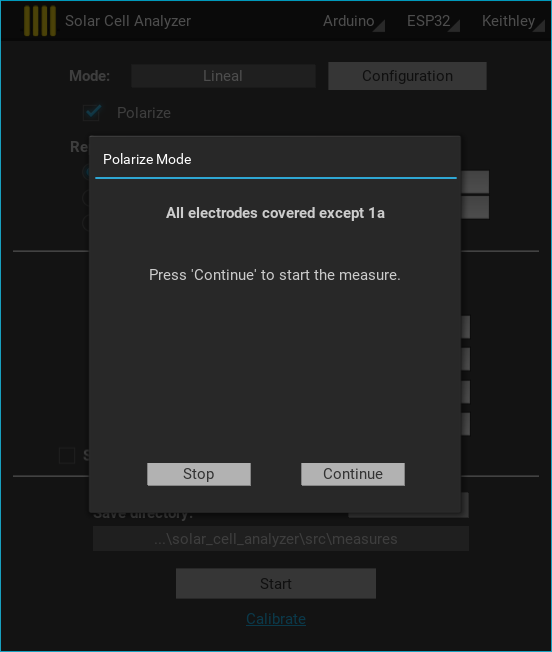 Solar Cell Analyzer
Arduino
ESP32
Keithley
Mode:
Lineal
Configuration
Polarize
Polarize Mode
All electrodes covered except 1a
Press 'Continue' to start the measure.
Stop
Continue
Save directory:
...\solar_cell_analyzer\src\measures
Start
Calibrate